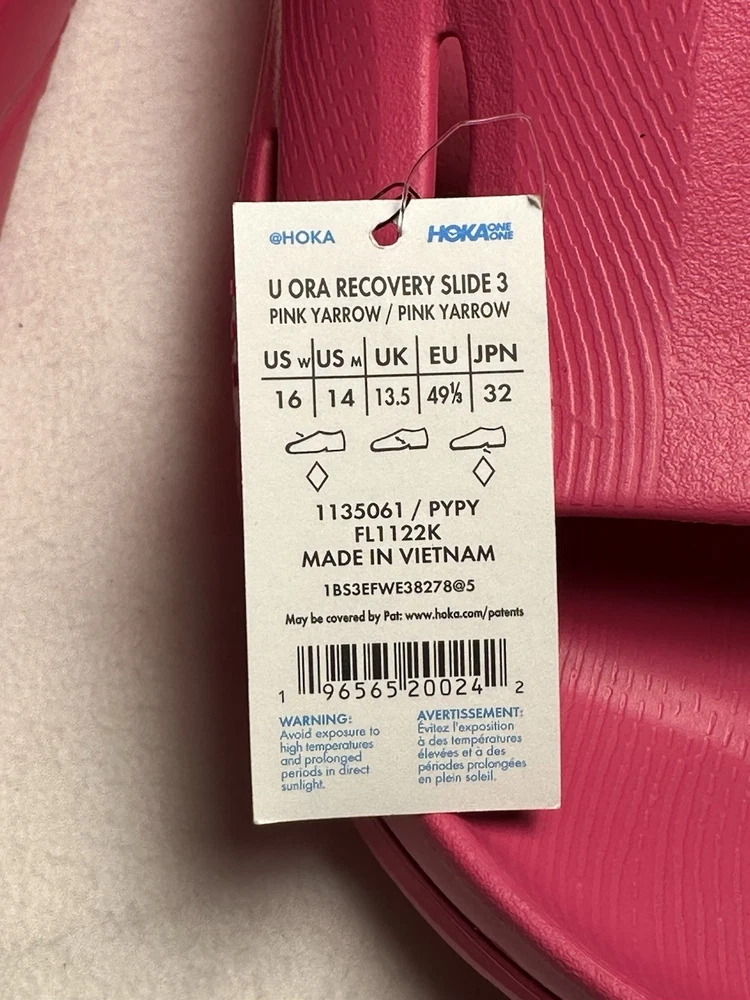 @HOKA HOKA ONE ONE
U ORA RECOVERY SLIDE 3
PINK YARROW / PINK YARROW
US W US M UK EU JPN
16 14 13.5 49⅓ 32
1135061 / PYPY
FL1122K
MADE IN VIETNAM
1BS3EFWE38278@5
May be covered by Pat: www.hoka.com/patents
1 96565 20024 2
WARNING:
Avoid exposure to
high temperatures
and prolonged
periods in direct
sunlight.
AVERTISSEMENT:
Évitez l'exposition
à des températures
élevées et à des
périodes prolongées
en plein soleil.